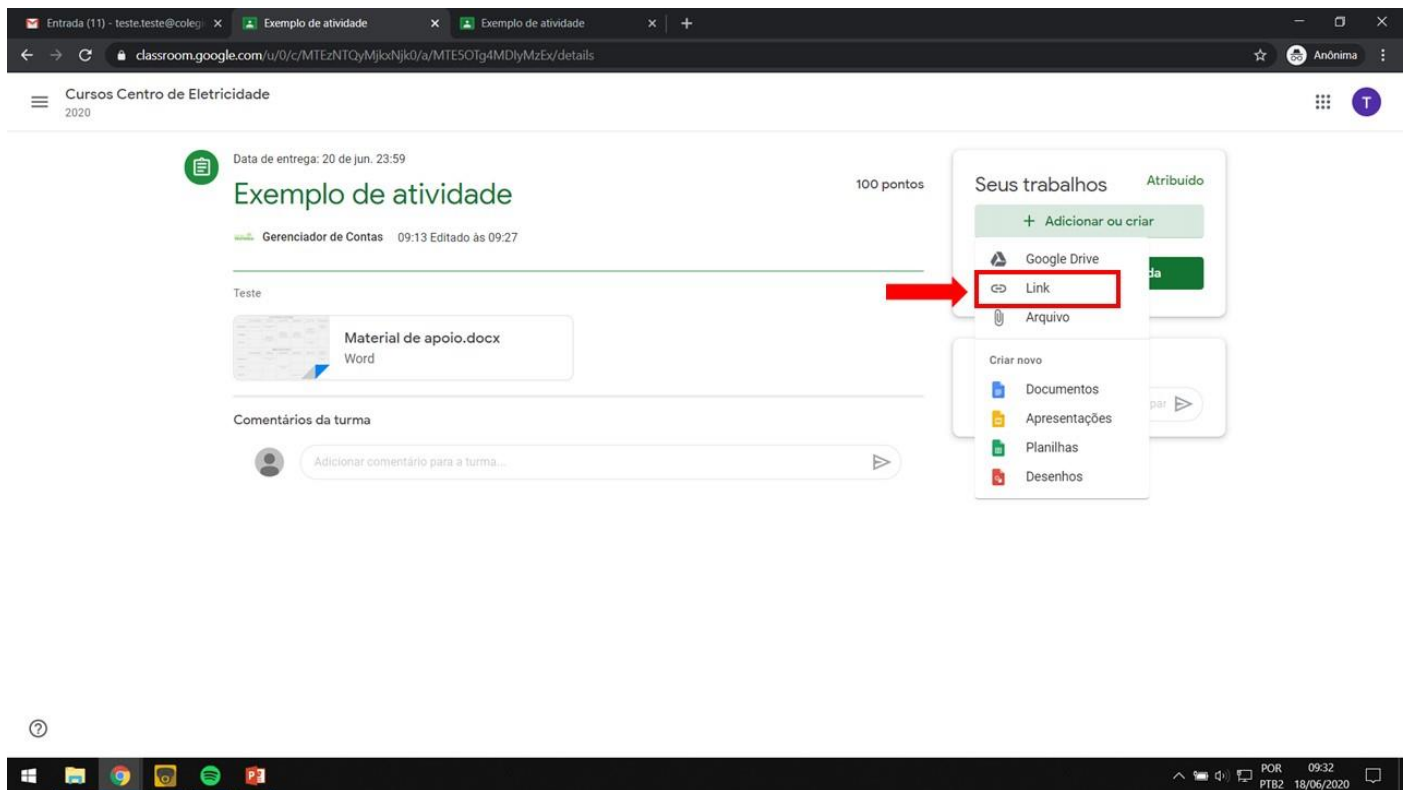 Entrada (11) - teste.teste@colegi
Exemplo de atividade
Exemplo de atividade
classroom.google.com/u/0/c/MTEzNTQyMjkxNjk0/a/MTE5OTg4MDIyMzEx/details
Anônima
Cursos Centro de Eletricidade
2020
T
Data de entrega: 20 de jun. 23:59
Exemplo de atividade
100 pontos
Gerenciador de Contas 09:13 Editado às 09:27
Teste
Material de apoio.docx
Word
Comentários da turma
Adicionar comentário para a turma...
Seus trabalhos
Atribuído
+ Adicionar ou criar
Google Drive
da
Link
Arquivo
Criar novo
Documentos
par
Apresentações
Planilhas
Desenhos
POR 09:32
PTB2 18/06/2020